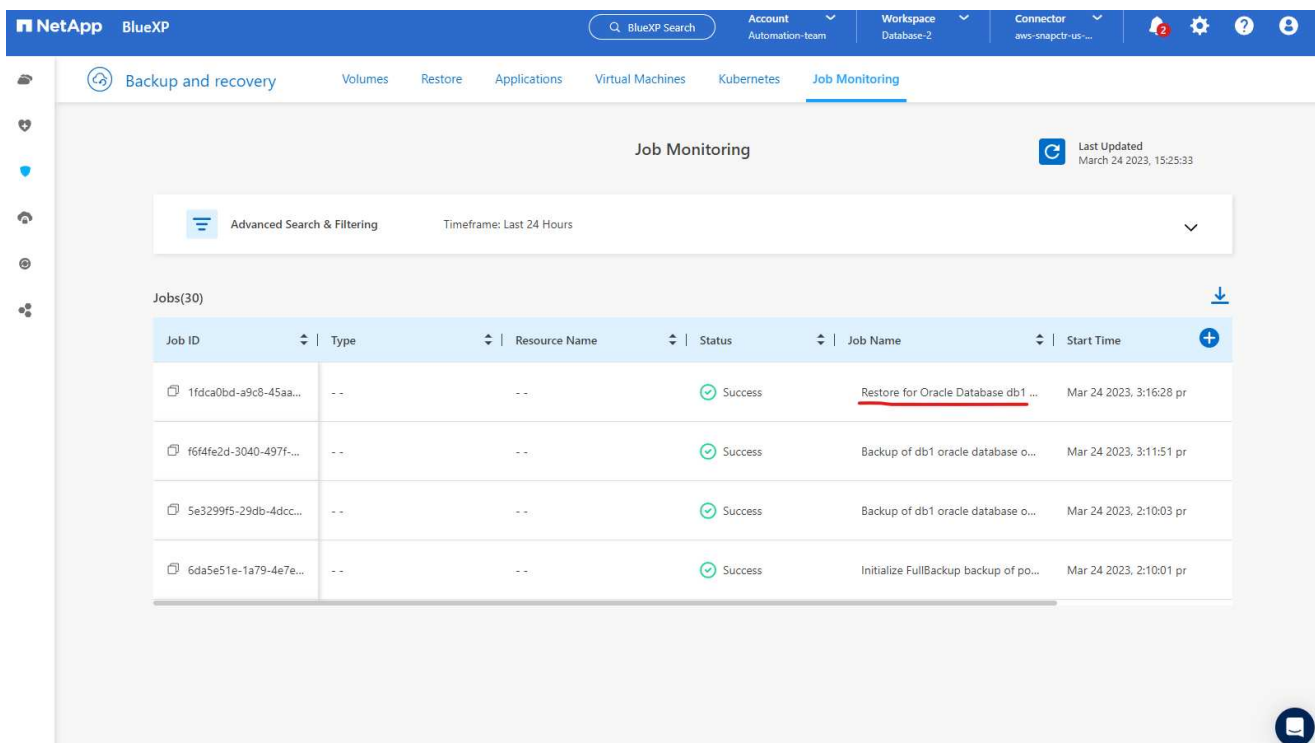 NetApp BlueXP
BlueXP Search
Account
Automation-team
Workspace
Database-2
Connector
aws-snapctr-us-...
2
Backup and recovery
Volumes Restore Applications Virtual Machines Kubernetes Job Monitoring
Job Monitoring
Last Updated
March 24 2023, 15:25:33
Advanced Search & Filtering Timeframe: Last 24 Hours
Jobs(30)
Job ID Type Resource Name Status Job Name Start Time
1fdca0bd-a9c8-45aa... - - - - Success Restore for Oracle Database db1 ... Mar 24 2023, 3:16:28 pr
f6f4fe2d-3040-497f-... - - - - Success Backup of db1 oracle database o... Mar 24 2023, 3:11:51 pr
5e3299f5-29db-4dcc... - - - - Success Backup of db1 oracle database o... Mar 24 2023, 2:10:03 pr
6da5e51e-1a79-4e7e... - - - - Success Initialize FullBackup backup of po... Mar 24 2023, 2:10:01 pr